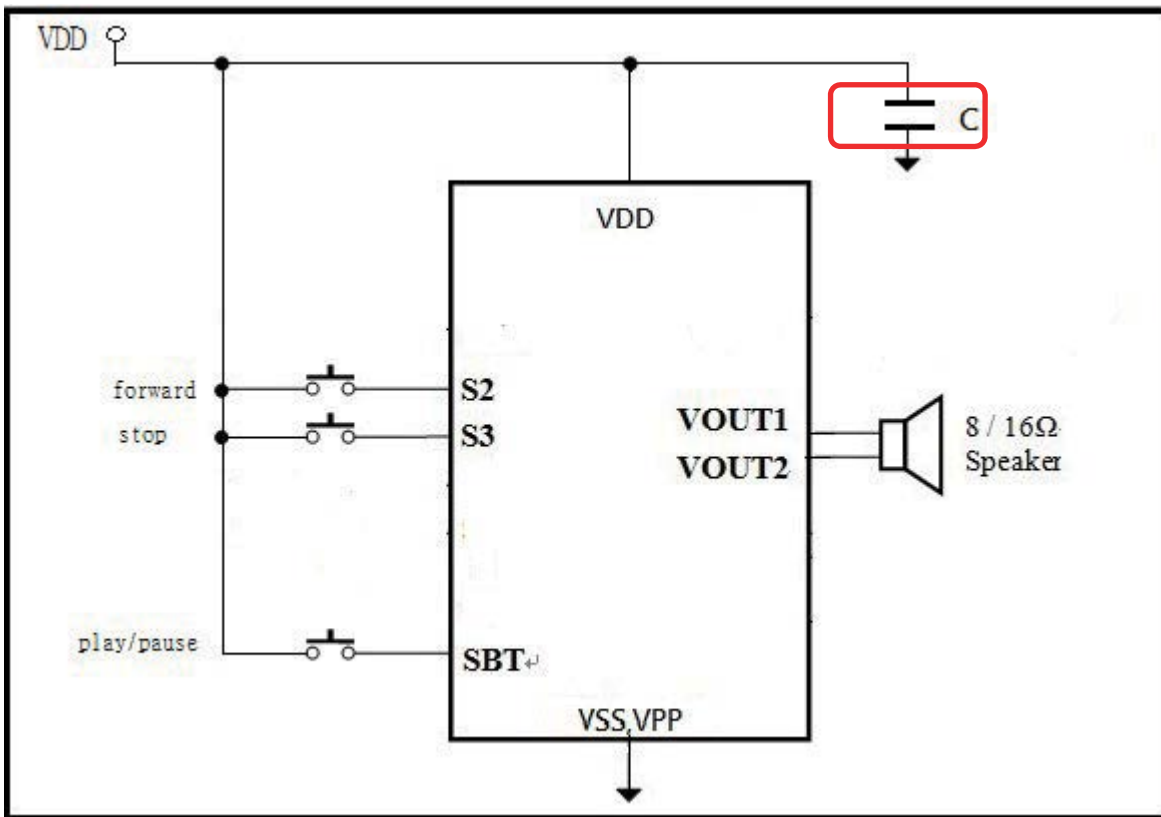 VDD
C
VDD
forward
S2
stop
S3
VOUT1
VOUT2
8 / 16Ω
Speaker
play/pause
SBT↵
VSS,VPP